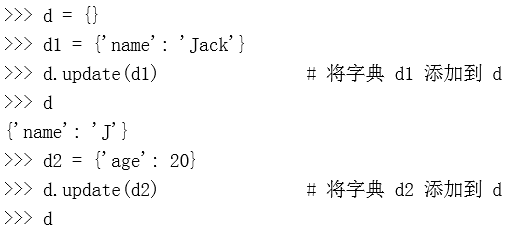 >>> d = {}
>>> d1 = {'name': 'Jack'}
>>> d.update(d1) # 将字典 d1 添加到 d
>>> d
{'name': 'J'}
>>> d2 = {'age': 20}
>>> d.update(d2) # 将字典 d2 添加到 d
>>> d